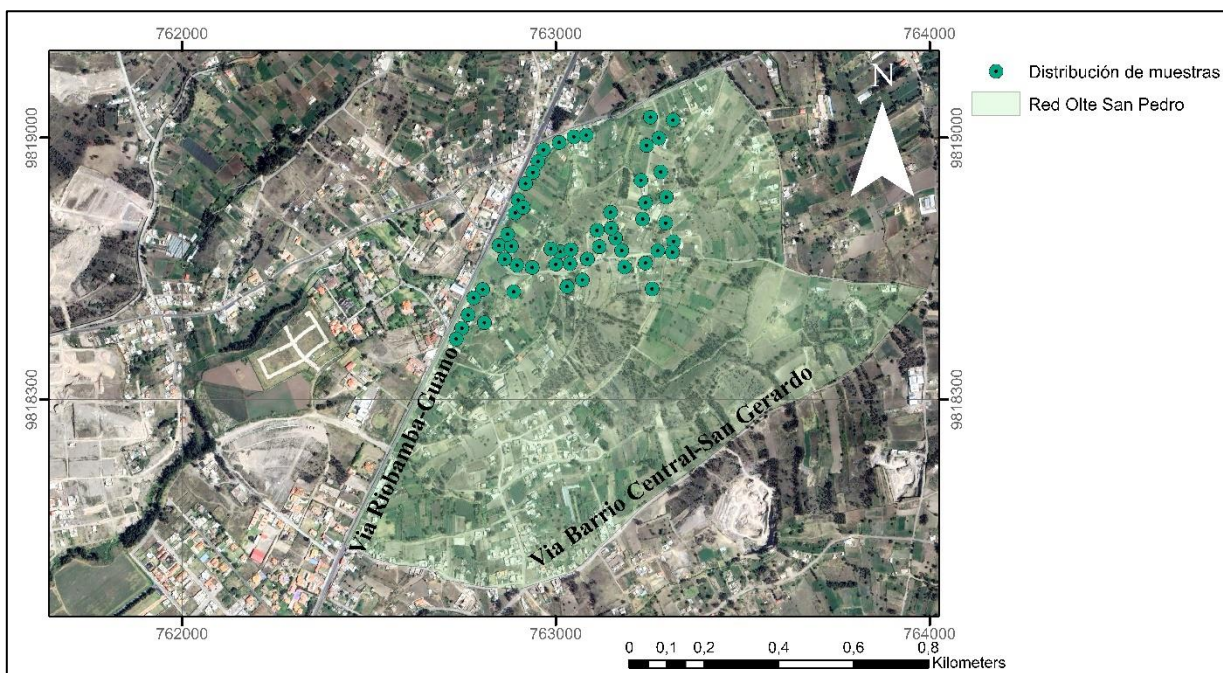 762000
763000
764000
N
Distribución de muestras
Red Olte San Pedro
9819000
9819000
9818300
9818300
Via Riobamba-Guano
Via Barrio Central-San Gerardo
762000
763000
764000
0 0,1 0,2 0,4 0,6 0,8
Kilometers